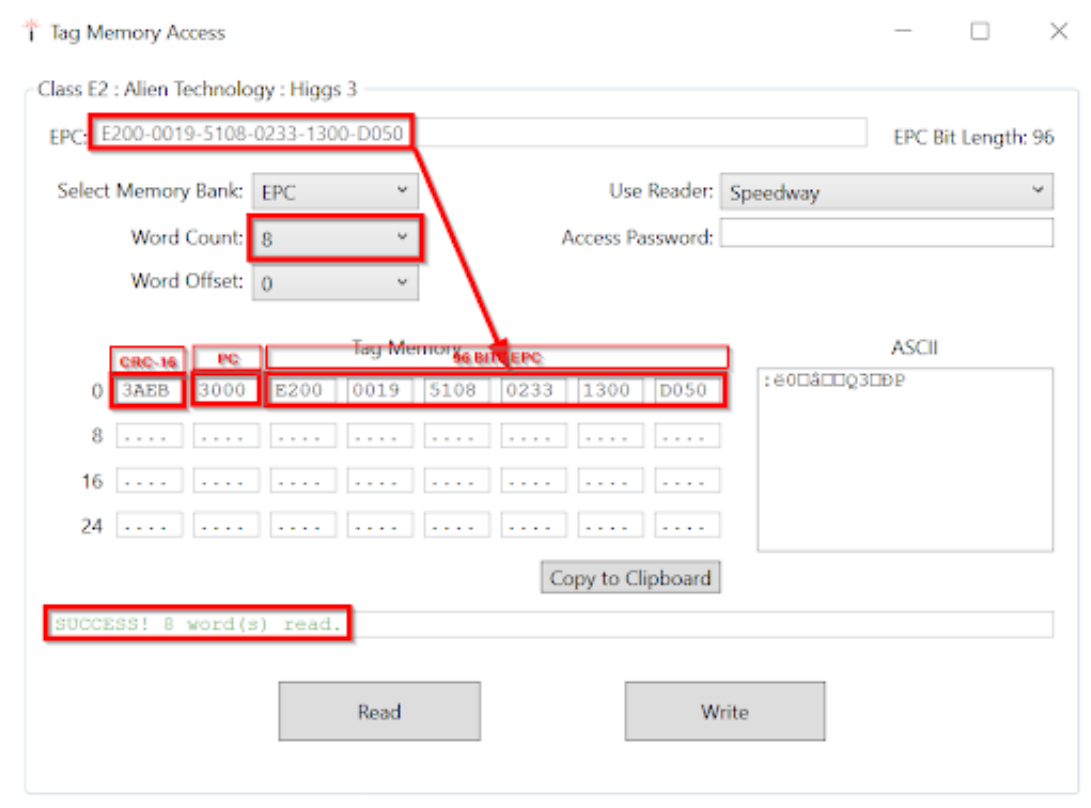 Tag Memory Access
Class E2 : Alien Technology : Higgs 3
EPC: E200-0019-5108-0233-1300-D050 EPC Bit Length: 96
Select Memory Bank: EPC Use Reader: Speedway
Word Count: 8 Access Password:
Word Offset: 0
Tag Memory ASCII
CRC-16 PC 96 BIT EPC
0 3AEB 3000 E200 0019 5108 0233 1300 D050 :ë0□â□□Q3□ÐP
8 .... .... .... .... .... .... .... ....
16 .... .... .... .... .... .... .... ....
24 .... .... .... .... .... .... .... ....
Copy to Clipboard
SUCCESS! 8 word(s) read.
Read Write